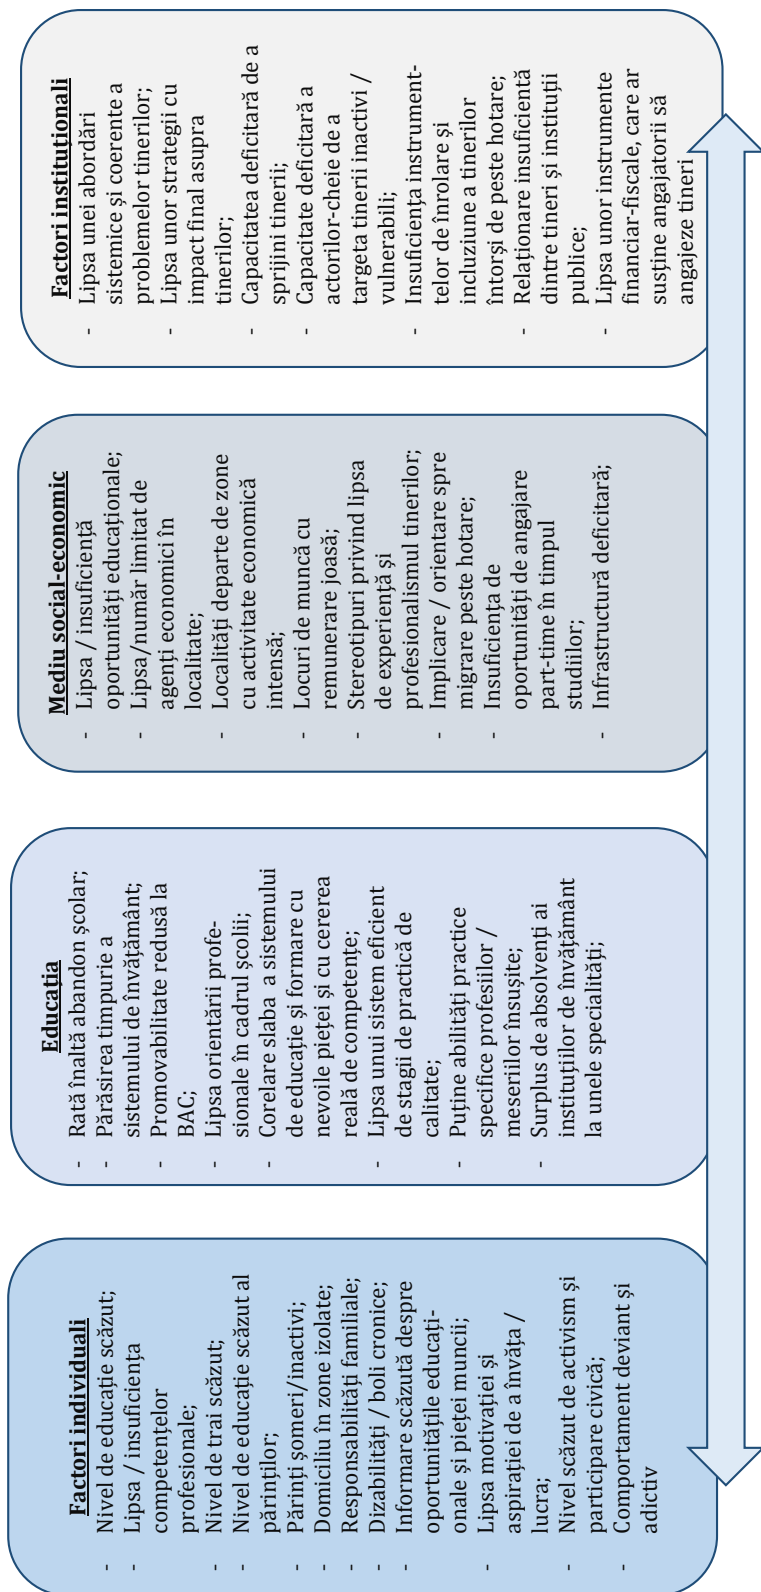 Factori individuali
- Nivel de educație scăzut;
- Lipsa / insuficiența
competențelor
profesionale;
- Nivel de trai scăzut;
- Nivel de educație scăzut al
părinților;
- Părinți șomeri/inactivi;
- Domiciliu în zone izolate;
- Responsabilități familiale;
- Dizabilități / boli cronice;
- Informare scăzută despre
oportunitățile educați-
onale și pieței muncii;
- Lipsa motivației și
aspirației de a învăța /
lucra;
- Nivel scăzut de activism și
participare civică;
- Comportament deviant și
adictiv
Educația
- Rată înaltă abandon școlar;
- Părăsirea timpurie a
sistemului de învățământ;
- Promovabilitate redusă la
BAC;
- Lipsa orientării profe-
sionale în cadrul școlii;
- Corelare slaba a sistemului
de educație și formare cu
nevoile pieței și cu cererea
reală de competențe;
- Lipsa unui sistem eficient
de stagii de practică de
calitate;
- Puține abilități practice
specifice profesiilor /
meseriilor însușite;
- Surplus de absolvenți ai
instituțiilor de învățământ
la unele specialități;
Mediu social-economic
- Lipsa / insuficiență
oportunități educaționale;
- Lipsa/număr limitat de
agenți economici în
localitate;
- Localități departe de zone
cu activitate economică
intensă;
- Locuri de muncă cu
remunerare joasă;
- Stereotipuri privind lipsa
de experiență și
profesionalismul tinerilor;
- Implicare / orientare spre
migrare peste hotare;
- Insuficiența de
oportunități de angajare
part-time în timpul
studiilor;
- Infrastructură deficitară;
Factori instituționali
- Lipsa unei abordări
sistemice și coerente a
problemelor tinerilor;
- Lipsa unor strategii cu
impact final asupra
tinerilor;
- Capacitatea deficitară de a
sprijini tinerii;
- Capacitate deficitară a
actorilor-cheie de a
targeta tinerii inactivi /
vulnerabili;
- Insuficiența instrument-
telor de înrolare și
incluziune a tinerilor
întorși de peste hotare;
- Relaționare insuficientă
dintre tineri și instituții
publice;
- Lipsa unor instrumente
financiar-fiscale, care ar
susține angajatorii să
angajeze tineri